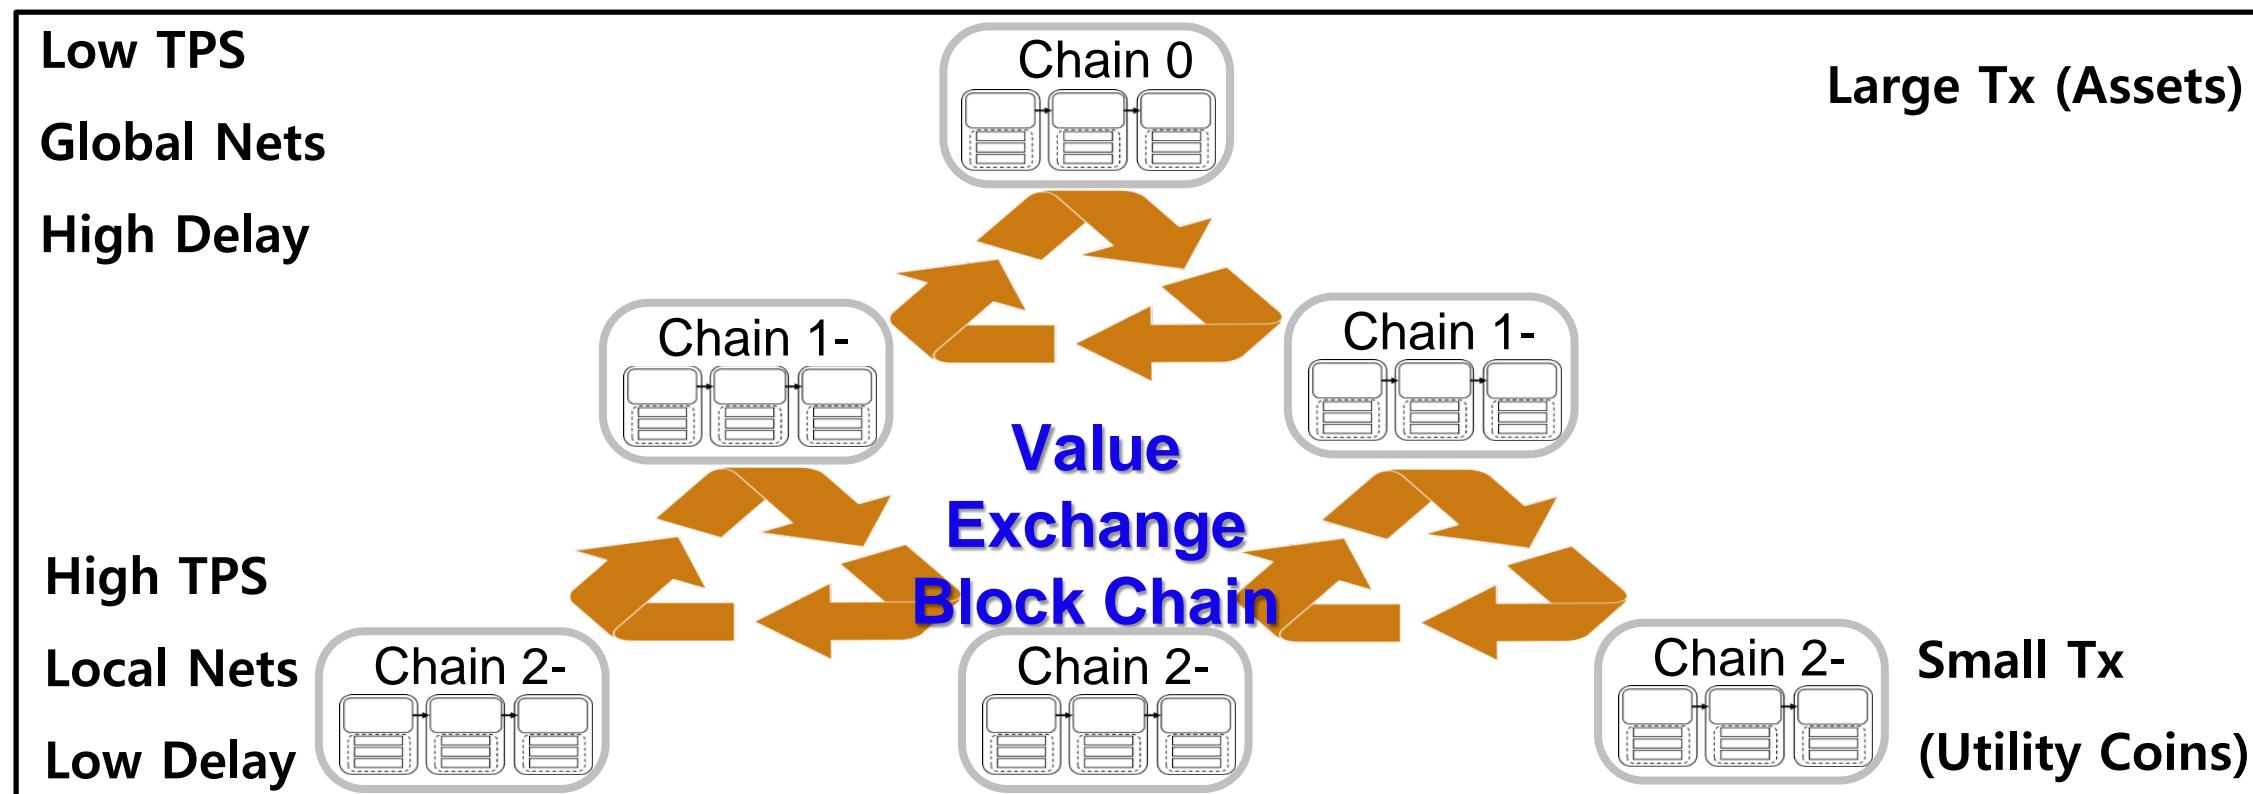 Low TPS
Global Nets
High Delay
Chain 0
Large Tx (Assets)
Chain 1-
Chain 1-
Value
Exchange
Block Chain
High TPS
Local Nets
Low Delay
Chain 2-
Chain 2-
Chain 2-
Small Tx
(Utility Coins)